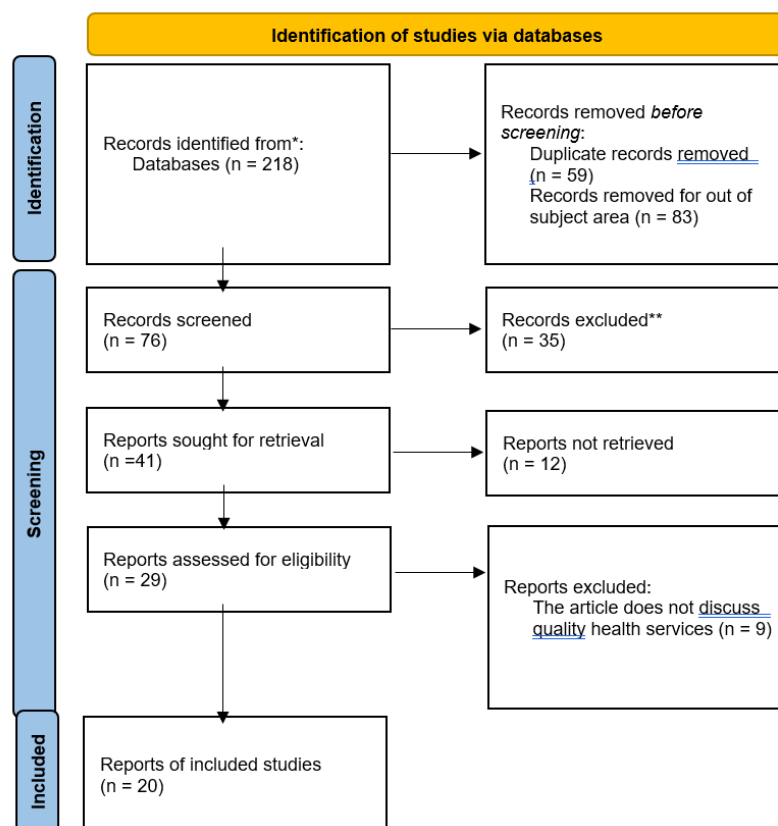 Identification of studies via databases
Identification
Records identified from*:
Databases (n = 218)
Records removed before
screening:
Duplicate records removed
(n = 59)
Records removed for out of
subject area (n = 83)
Screening
Records screened
(n = 76)
Records excluded**
(n = 35)
Reports sought for retrieval
(n =41)
Reports not retrieved
(n = 12)
Reports assessed for eligibility
(n = 29)
Reports excluded:
The article does not discuss
quality health services (n = 9)
Included
Reports of included studies
(n = 20)